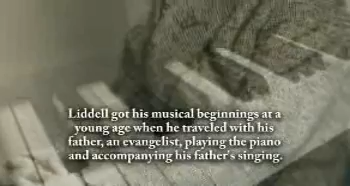 Liddell got his musical beginnings at a
young age when he traveled with his
father, an evangelist, playing the piano
and accompanying his father's singing.